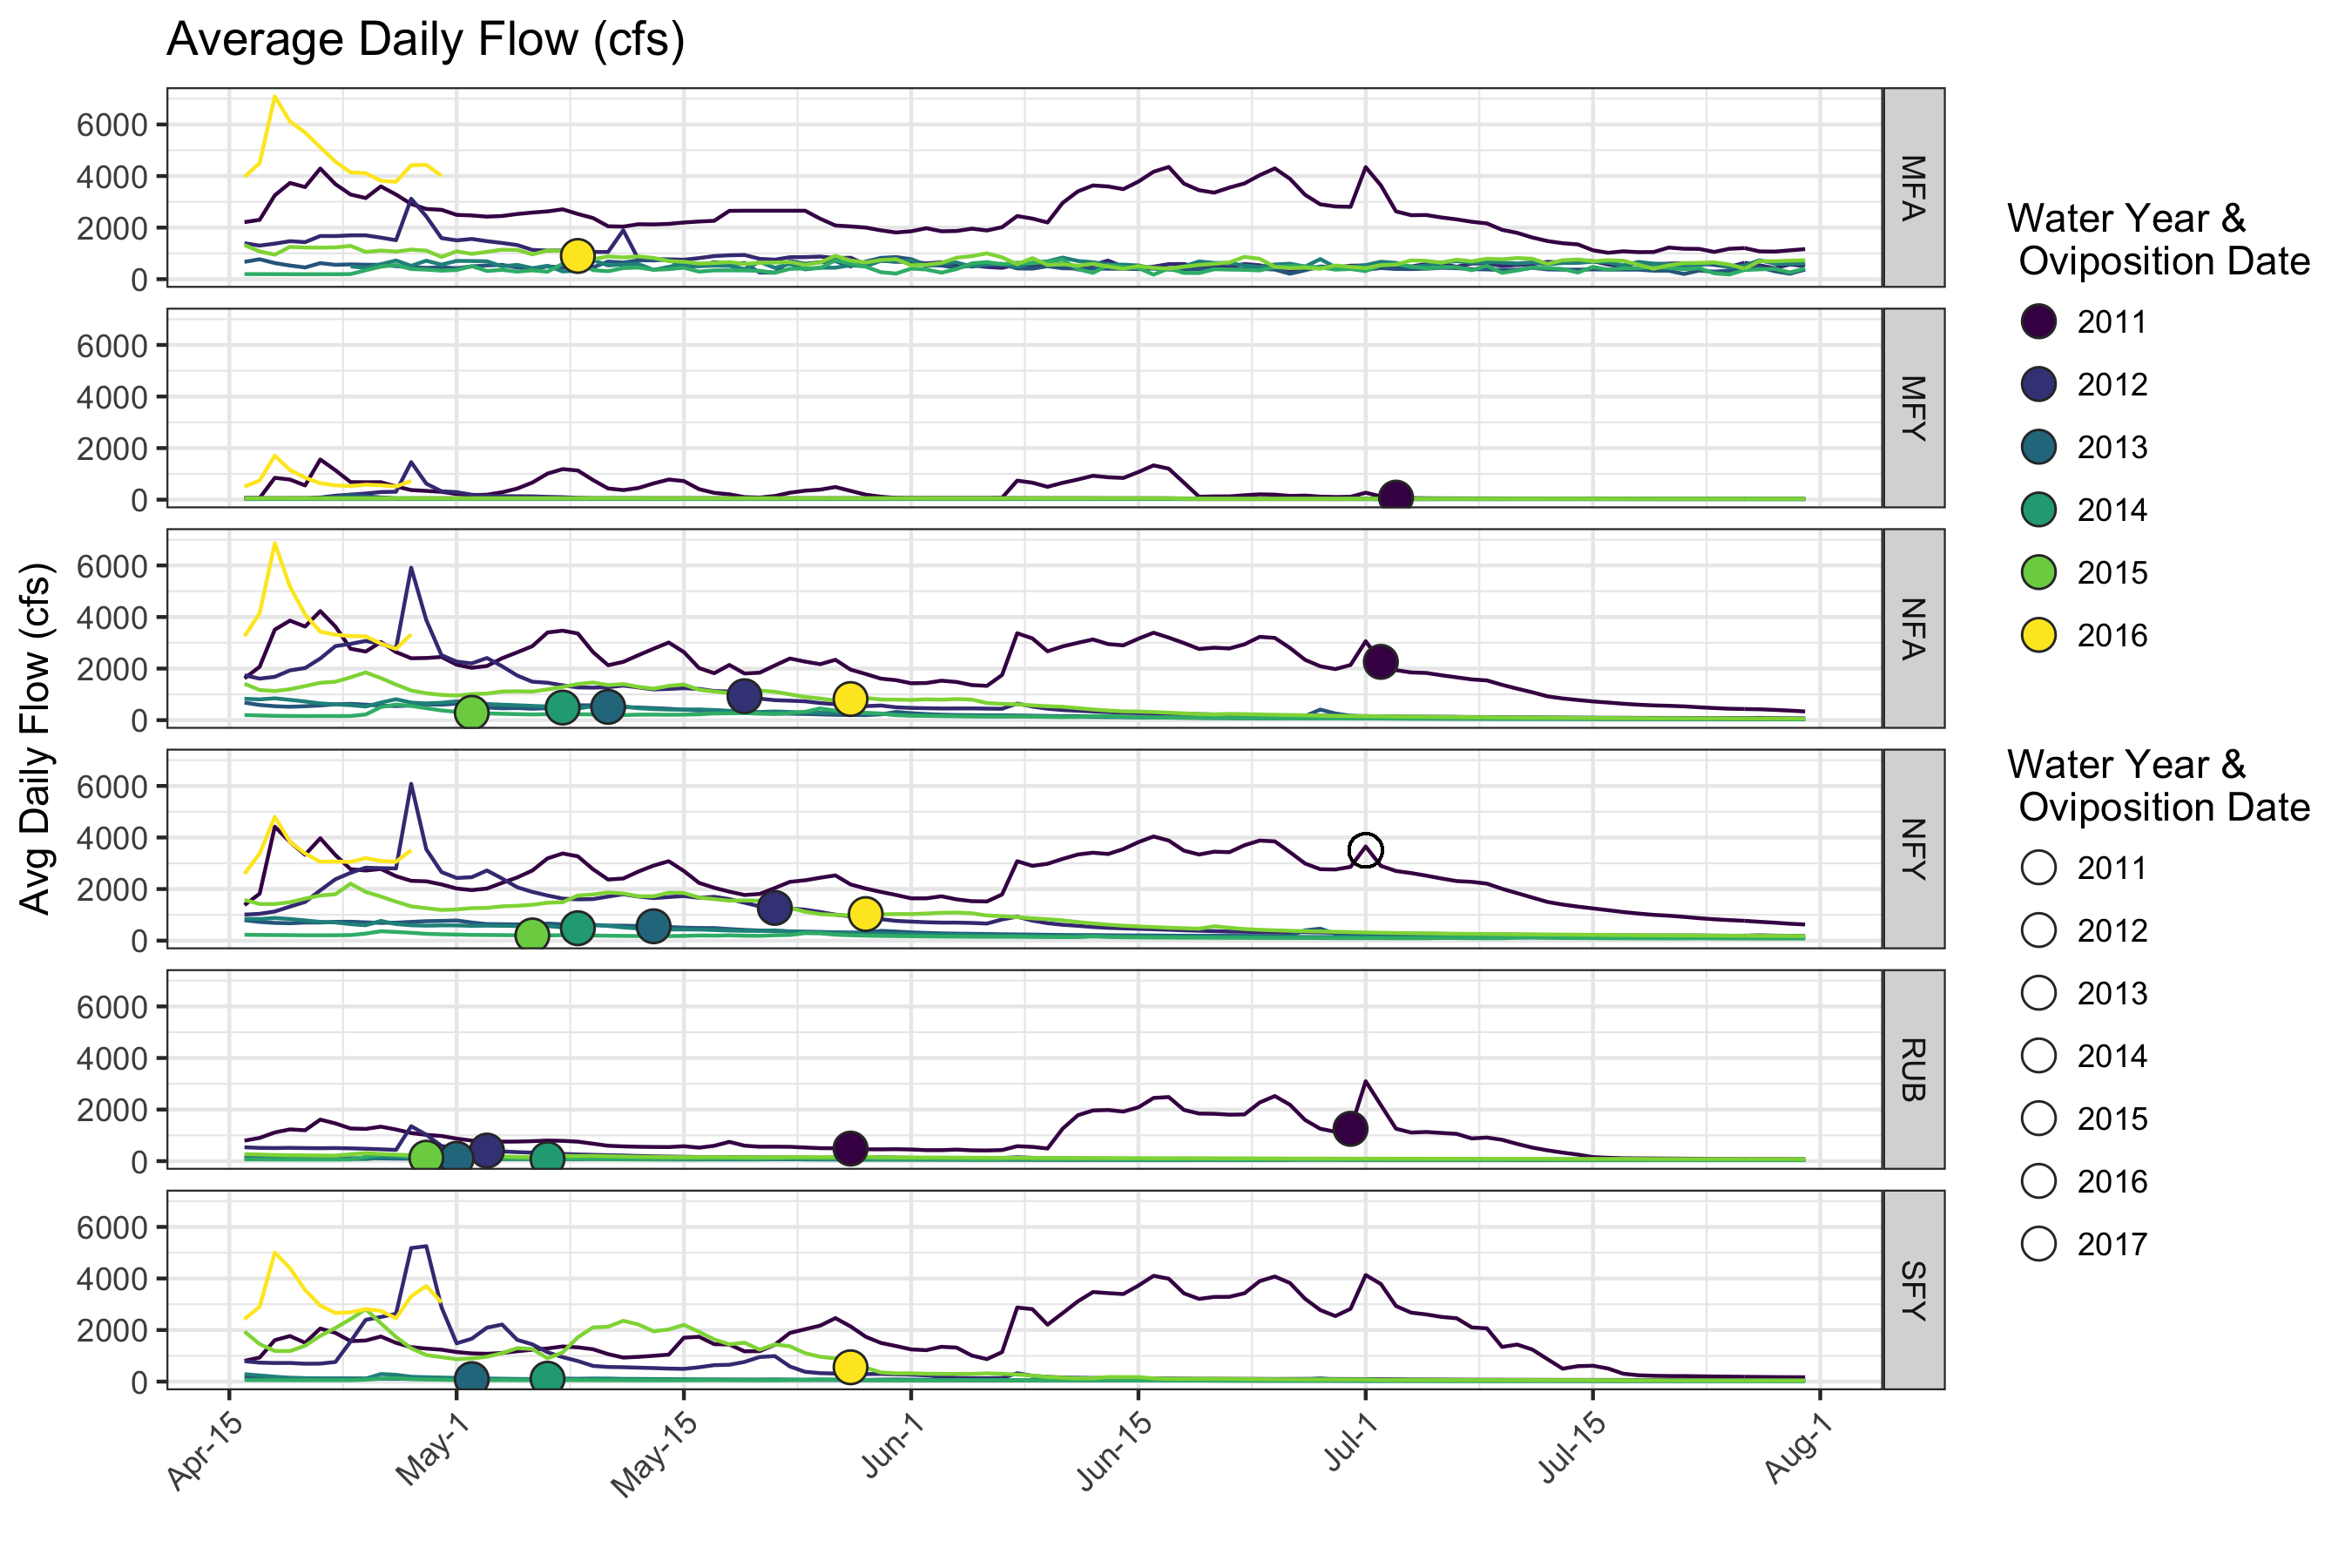 Average Daily Flow (cfs)
Avg Daily Flow (cfs)
6000
4000
2000
0
MFA
6000
4000
2000
0
MFY
6000
4000
2000
0
NFA
6000
4000
2000
0
NFY
6000
4000
2000
0
RUB
6000
4000
2000
0
SFY
Apr-15
May-1
May-15
Jun-1
Jun-15
Jul-1
Jul-15
Aug-1
Water Year &
Oviposition Date
2011
2012
2013
2014
2015
2016
Water Year &
Oviposition Date
2011
2012
2013
2014
2015
2016
2017